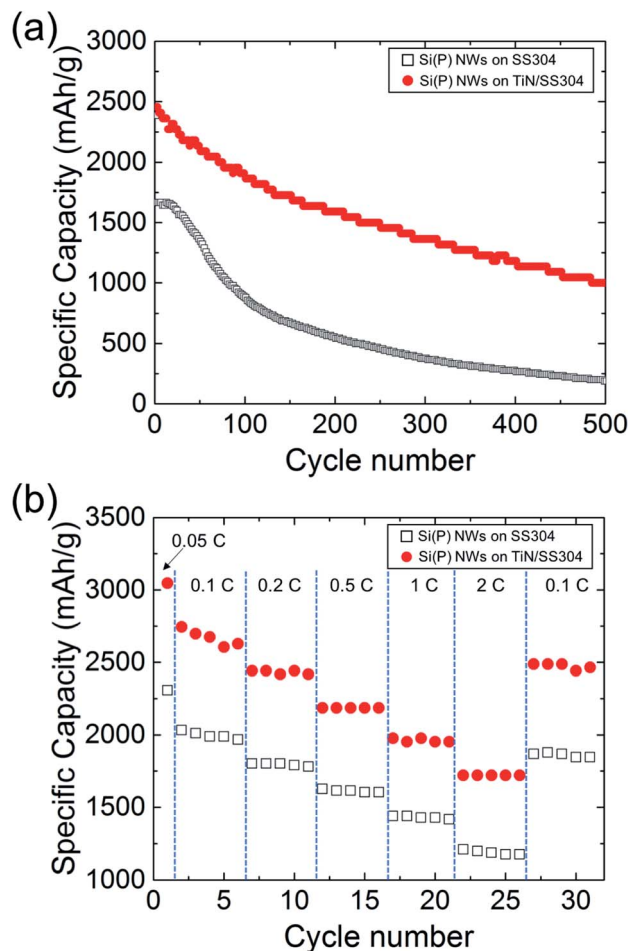 (a)
3000
2500
2000
1500
1000
500
0
Specific Capacity (mAh/g)
Si(P) NWs on SS304
Si(P) NWs on TiN/SS304
0 100 200 300 400 500
Cycle number
(b)
3500
3000
2500
2000
1500
1000
Specific Capacity (mAh/g)
Si(P) NWs on SS304
Si(P) NWs on TiN/SS304
0.05 C
0.1 C 0.2 C 0.5 C 1 C 2 C 0.1 C
0 5 10 15 20 25 30
Cycle number